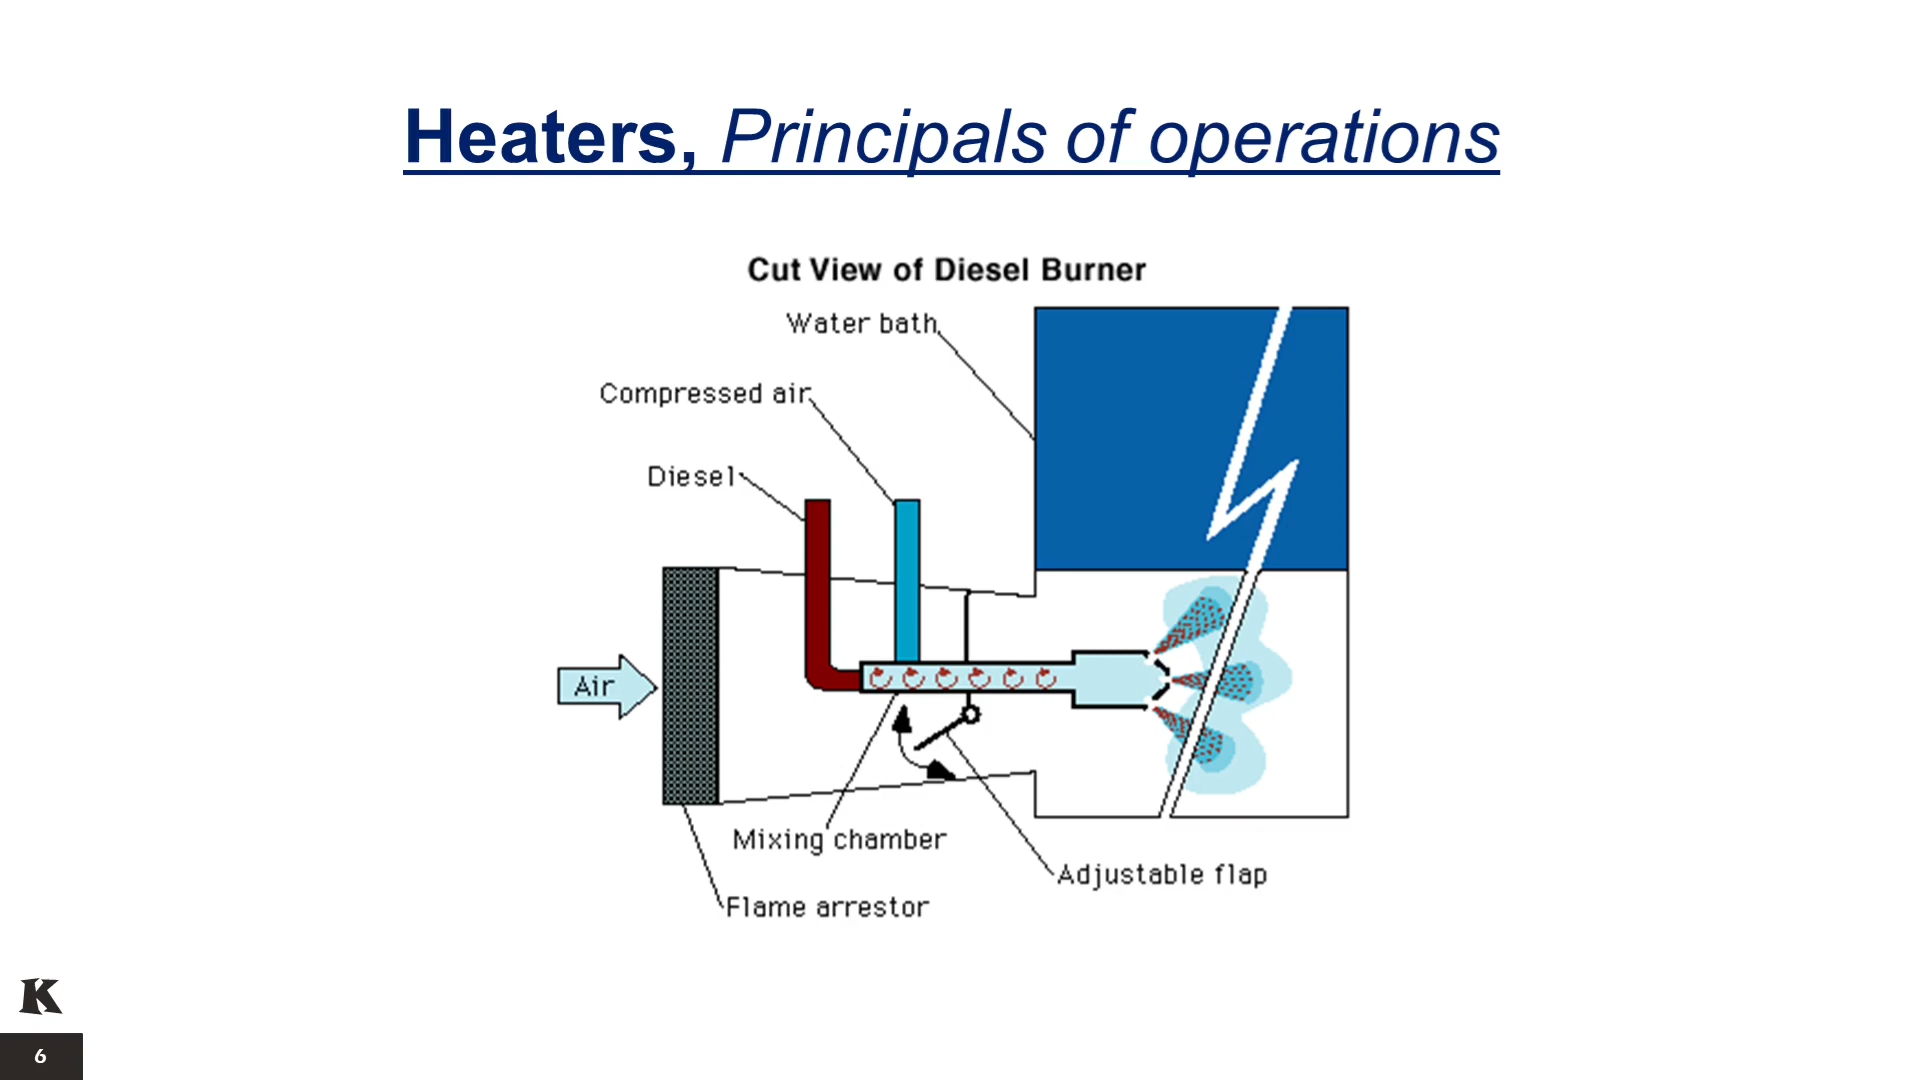 Heaters, Principals of operations
Cut View of Diesel Burner
Water bath
Compressed air
Diesel
Air
Mixing chamber
Adjustable flap
Flame arrestor
K
6